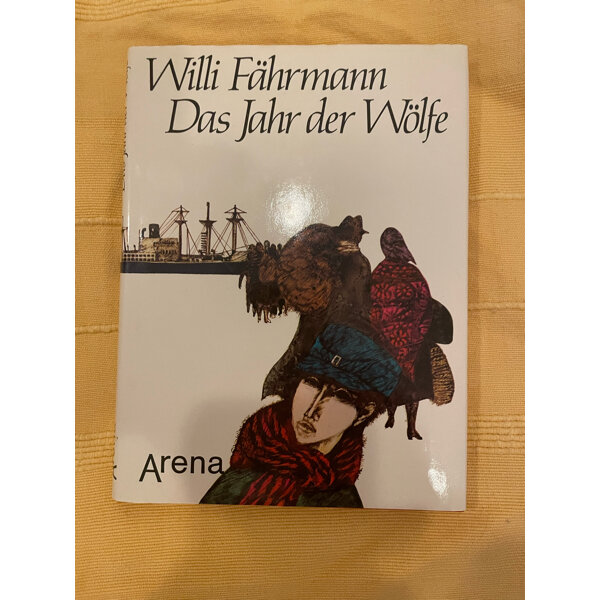 Willi Fährmann
Das Jahr der Wölfe
Arena